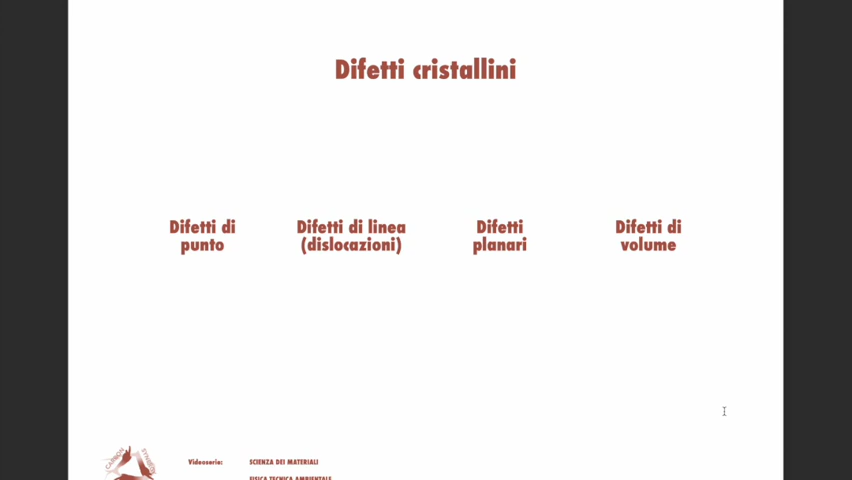 Difetti cristallini
Difetti di
punto
Difetti di linea
(dislocazioni)
Difetti
planari
Difetti di
volume
CARBON
Videoserie: SCIENZA DEI MATERIALI
FISICA TECNICA AMBIENTALE